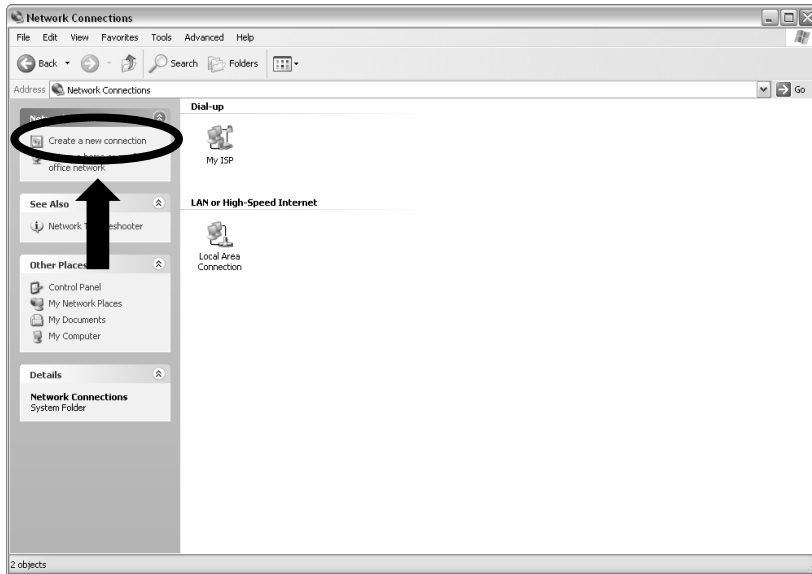 Network Connections
File Edit View Favorites Tools Advanced Help
Back Search Folders
Address Network Connections Go
Create a new connection
office network
See Also
Network
Other Places
Control Panel
My Network Places
My Documents
My Computer
Details
Network Connections
System Folder
Dial-up
My ISP
LAN or High-Speed Internet
Local Area
Connection
2 objects